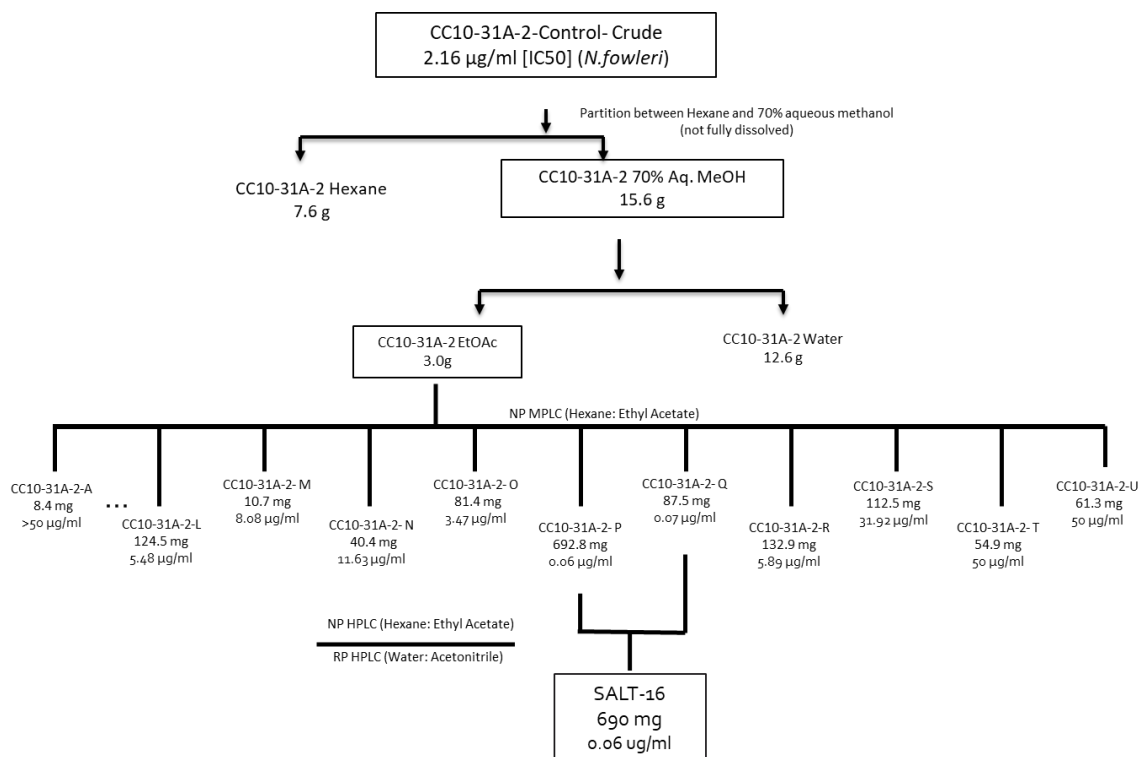 CC10-31A-2-Control- Crude
2.16 µg/ml [IC50] (N.fowleri)
Partition between Hexane and 70% aqueous methanol
(not fully dissolved)
CC10-31A-2 Hexane
7.6 g
CC10-31A-2 70% Aq. MeOH
15.6 g
CC10-31A-2 EtOAc
3.0g
CC10-31A-2 Water
12.6 g
NP MPLC (Hexane: Ethyl Acetate)
CC10-31A-2-A
8.4 mg
>50 µg/ml
...
CC10-31A-2-L
124.5 mg
5.48 µg/ml
CC10-31A-2- M
10.7 mg
8.08 µg/ml
CC10-31A-2- N
40.4 mg
11.63 µg/ml
CC10-31A-2- O
81.4 mg
3.47 µg/ml
CC10-31A-2- P
692.8 mg
0.06 µg/ml
CC10-31A-2- Q
87.5 mg
0.07 µg/ml
CC10-31A-2-R
132.9 mg
5.89 µg/ml
CC10-31A-2-S
112.5 mg
31.92 µg/ml
CC10-31A-2- T
54.9 mg
50 µg/ml
CC10-31A-2-U
61.3 mg
50 µg/ml
NP HPLC (Hexane: Ethyl Acetate)
RP HPLC (Water: Acetonitrile)
SALT-16
690 mg
0.06 ug/ml